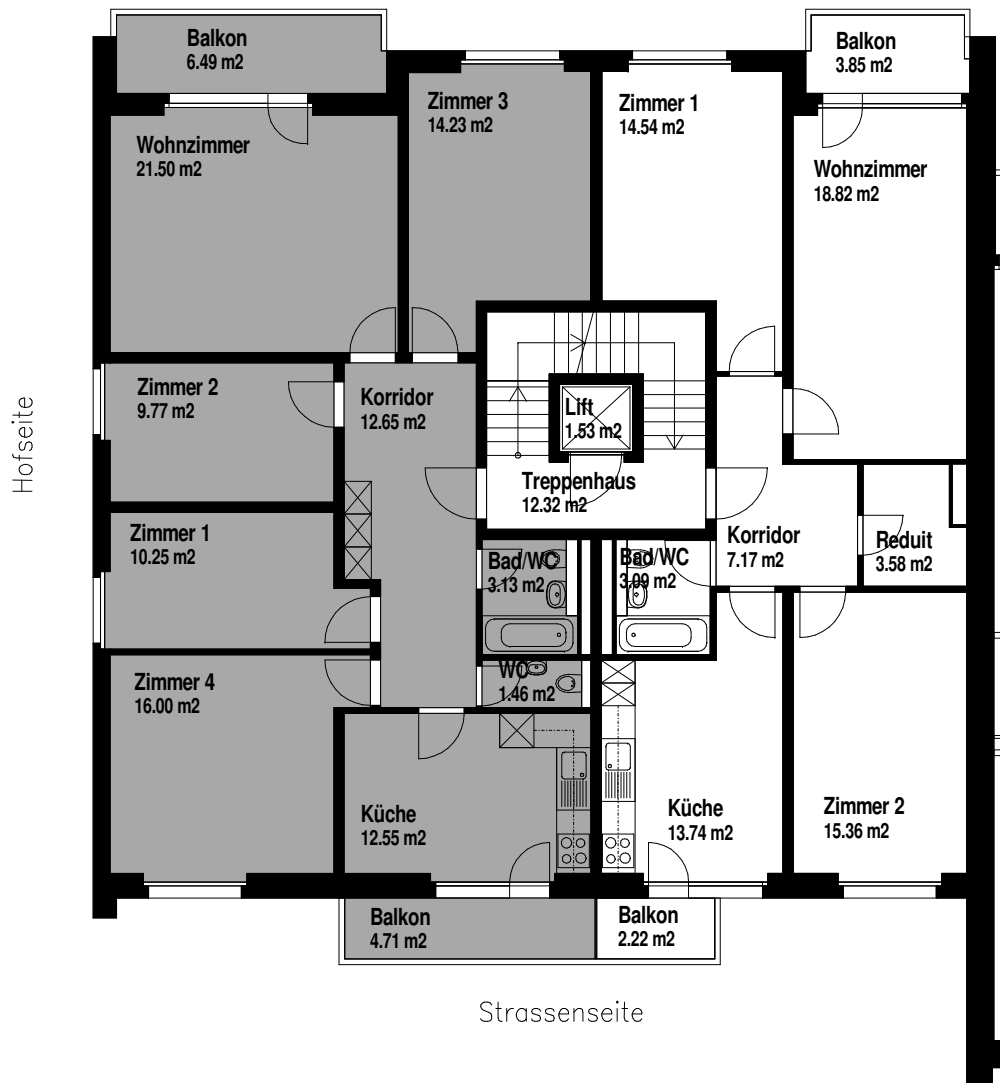 Balkon
6.49 m2
Balkon
3.85 m2
Zimmer 3
14.23 m2
Zimmer 1
14.54 m2
Wohnzimmer
21.50 m2
Wohnzimmer
18.82 m2
Zimmer 2
9.77 m2
Korridor
12.65 m2
Lift
1.53 m2
Hofseite
Treppenhaus
12.32 m2
Zimmer 1
10.25 m2
Korridor
7.17 m2
Reduit
3.58 m2
Bad/WC
3.13 m2
Bad/WC
3.09 m2
WC
1.46 m2
Zimmer 4
16.00 m2
Küche
12.55 m2
Küche
13.74 m2
Zimmer 2
15.36 m2
Balkon
4.71 m2
Balkon
2.22 m2
Strassenseite